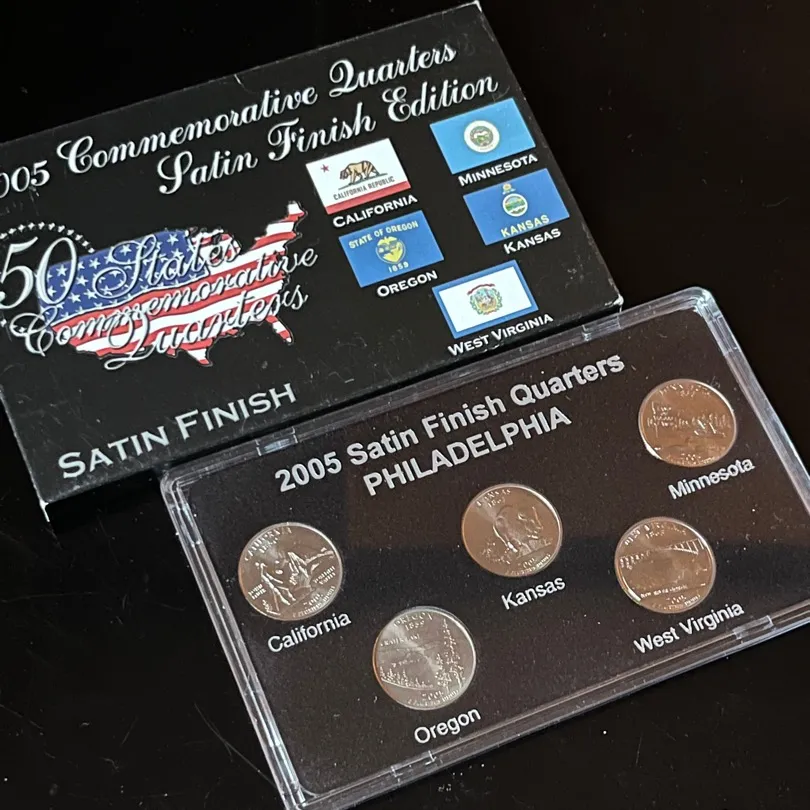 005 Commemorative Quarters
Satin Finish Edition
CALIFORNIA REPUBLIC
CALIFORNIA
MINNESOTA
STATE OF OREGON
1859
OREGON
KANSAS
KANSAS
WEST VIRGINIA
50 States
Commemorative
Quarters
SATIN FINISH
2005 Satin Finish Quarters
PHILADELPHIA
Minnesota
Kansas
West Virginia
California
Oregon